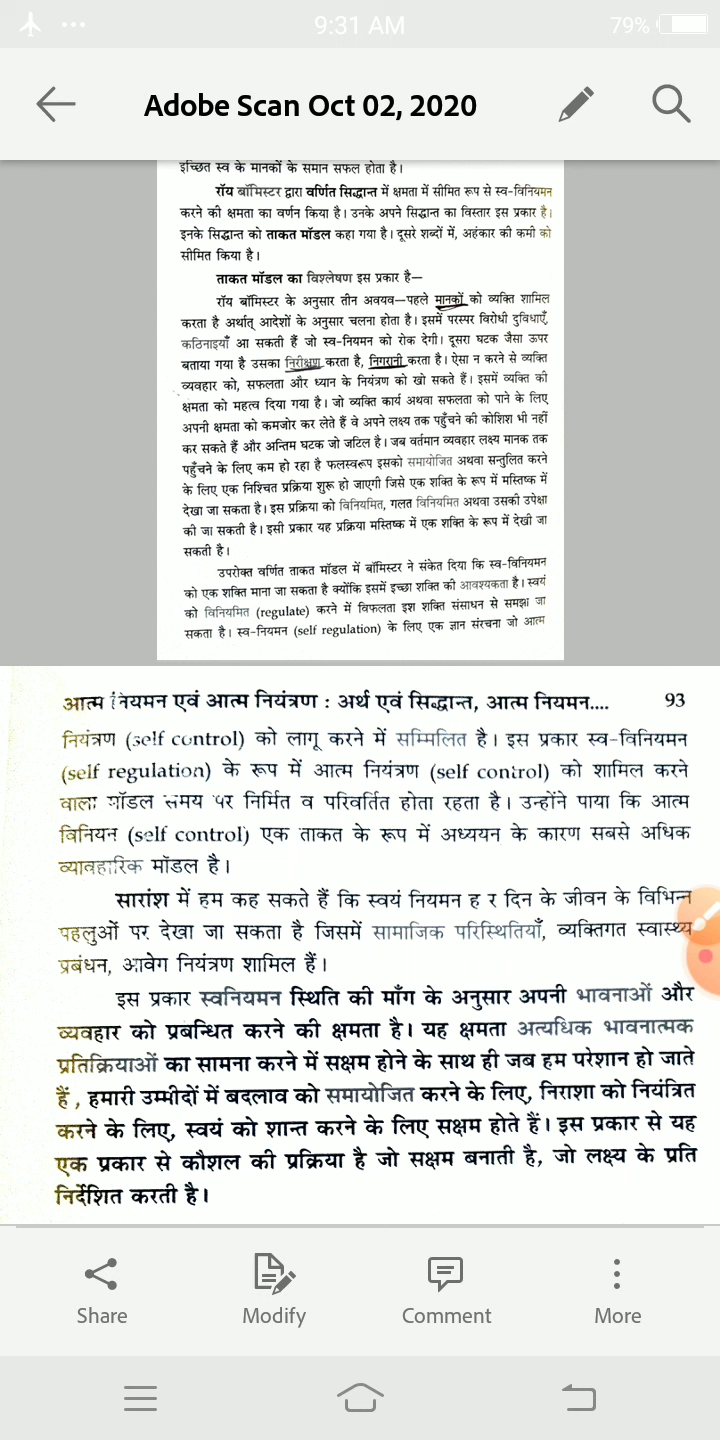 9:31 AM
79%
Adobe Scan Oct 02, 2020
इच्छित स्व के मानकों के समान सफल होता है।
रॉय बॉमिस्टर द्वारा वर्णित सिद्धान्त में क्षमता में सीमित रूप से स्व-विनियमन
करने की क्षमता का वर्णन किया है। उनके अपने सिद्धान्त का विस्तार इस प्रकार है।
इनके सिद्धान्त को ताकत मॉडल कहा गया है। दूसरे शब्दों में, अहंकार की कमी को
सीमित किया है।
ताकत मॉडल का विश्लेषण इस प्रकार है—
रॉय बॉमिस्टर के अनुसार तीन अवयव—पहले मानकों को व्यक्ति शामिल
करता है अर्थात् आदेशों के अनुसार चलना होता है। इसमें परस्पर विरोधी दुविधाएँ,
कठिनाइयाँ आ सकती हैं जो स्व-नियमन को रोक देगी। दूसरा घटक जैसा ऊपर
बताया गया है उसका निरीक्षण करता है, निगरानी करता है। ऐसा न करने से व्यक्ति
व्यवहार को, सफलता और ध्यान के नियंत्रण को खो सकते हैं। इसमें व्यक्ति की
क्षमता को महत्व दिया गया है। जो व्यक्ति कार्य अथवा सफलता को पाने के लिए
अपनी क्षमता को कमजोर कर लेते हैं वे अपने लक्ष्य तक पहुँचने की कोशिश भी नहीं
कर सकते हैं और अन्तिम घटक जो जटिल है। जब वर्तमान व्यवहार लक्ष्य मानक तक
पहुँचने के लिए कम हो रहा है फलस्वरूप इसको समायोजित अथवा सन्तुलित करने
के लिए एक निश्चित प्रक्रिया शुरू हो जाएगी जिसे एक शक्ति के रूप में मस्तिष्क में
देखा जा सकता है। इस प्रक्रिया को विनियमित, गलत विनियमित अथवा उसकी उपेक्षा
की जा सकती है। इसी प्रकार यह प्रक्रिया मस्तिष्क में एक शक्ति के रूप में देखी जा
सकती है।
उपरोक्त वर्णित ताकत मॉडल में बॉमिस्टर ने संकेत दिया कि स्व-विनियमन
को एक शक्ति माना जा सकता है क्योंकि इसमें इच्छा शक्ति की आवश्यकता है। स्वयं
को विनियमित (regulate) करने में विफलता इश शक्ति संसाधन से समझा जा
सकता है। स्व-नियमन (self regulation) के लिए एक ज्ञान संरचना जो आत्म
आत्म नियमन एवं आत्म नियंत्रण : अर्थ एवं सिद्धान्त, आत्म नियमन.... 93
नियंत्रण (self control) को लागू करने में सम्मिलित है। इस प्रकार स्व-विनियमन
(self regulation) के रूप में आत्म नियंत्रण (self control) को शामिल करने
वाला मॉडल समय पर निर्मित व परिवर्तित होता रहता है। उन्होंने पाया कि आत्म
विनियन (self control) एक ताकत के रूप में अध्ययन के कारण सबसे अधिक
व्यावहारिक मॉडल है।
सारांश में हम कह सकते हैं कि स्वयं नियमन ह र दिन के जीवन के विभिन्न
पहलुओं पर देखा जा सकता है जिसमें सामाजिक परिस्थितियाँ, व्यक्तिगत स्वास्थ्य
प्रबंधन, आवेग नियंत्रण शामिल हैं।
इस प्रकार स्वनियमन स्थिति की माँग के अनुसार अपनी भावनाओं और
व्यवहार को प्रबन्धित करने की क्षमता है। यह क्षमता अत्यधिक भावनात्मक
प्रतिक्रियाओं का सामना करने में सक्षम होने के साथ ही जब हम परेशान हो जाते
हैं , हमारी उम्मीदों में बदलाव को समायोजित करने के लिए, निराशा को नियंत्रित
करने के लिए, स्वयं को शान्त करने के लिए सक्षम होते हैं। इस प्रकार से यह
एक प्रकार से कौशल की प्रक्रिया है जो सक्षम बनाती है, जो लक्ष्य के प्रति
निर्देशित करती है।
Share Modify Comment More